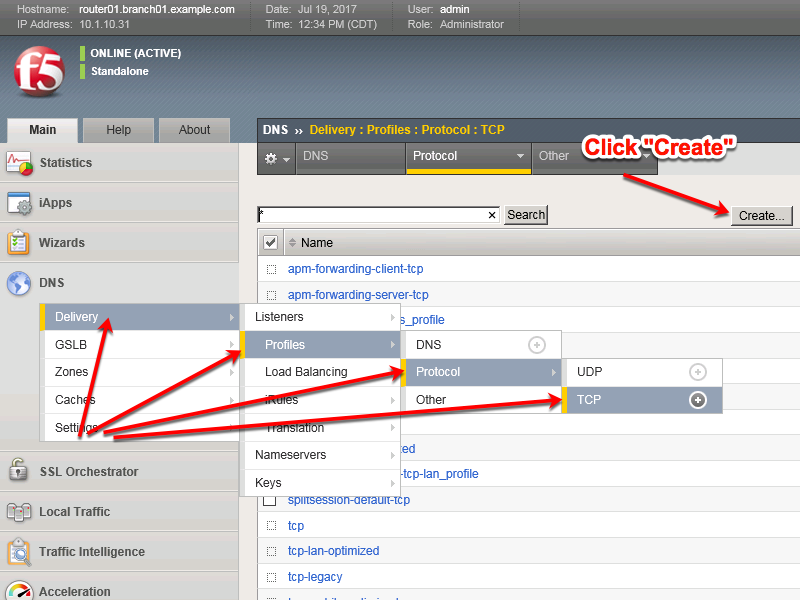 Hostname: router01.branch01.example.com Date: Jul 19, 2017 User: admin
IP Address: 10.1.10.31 Time: 12:34 PM (CDT) Role: Administrator
f5
ONLINE (ACTIVE)
Standalone
Main Help About
DNS ›› Delivery : Profiles : Protocol : TCP
Click "Create"
DNS Protocol Other
Statistics
iApps
* × Search Create...
Wizards
Name
apm-forwarding-client-tcp
DNS
apm-forwarding-server-tcp
Delivery Listeners s_profile
GSLB Profiles DNS
Zones Load Balancing Protocol UDP
Caches iRules Other TCP
Settings Translation
Nameservers ed
SSL Orchestrator -tcp-lan_profile
Keys
splitsession-default-tcp
Local Traffic
tcp
Traffic Intelligence tcp-lan-optimized
tcp-legacy
Acceleration